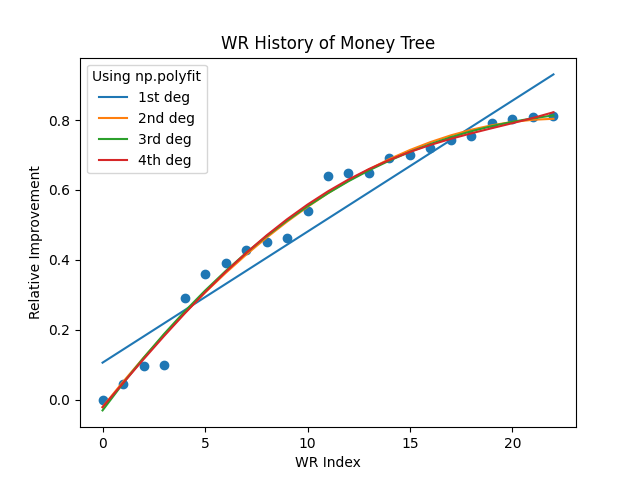 WR History of Money Tree
Using np.polyfit
1st deg
2nd deg
3rd deg
4th deg
Relative Improvement
0.8
0.6
0.4
0.2
0.0
0 5 10 15 20
WR Index